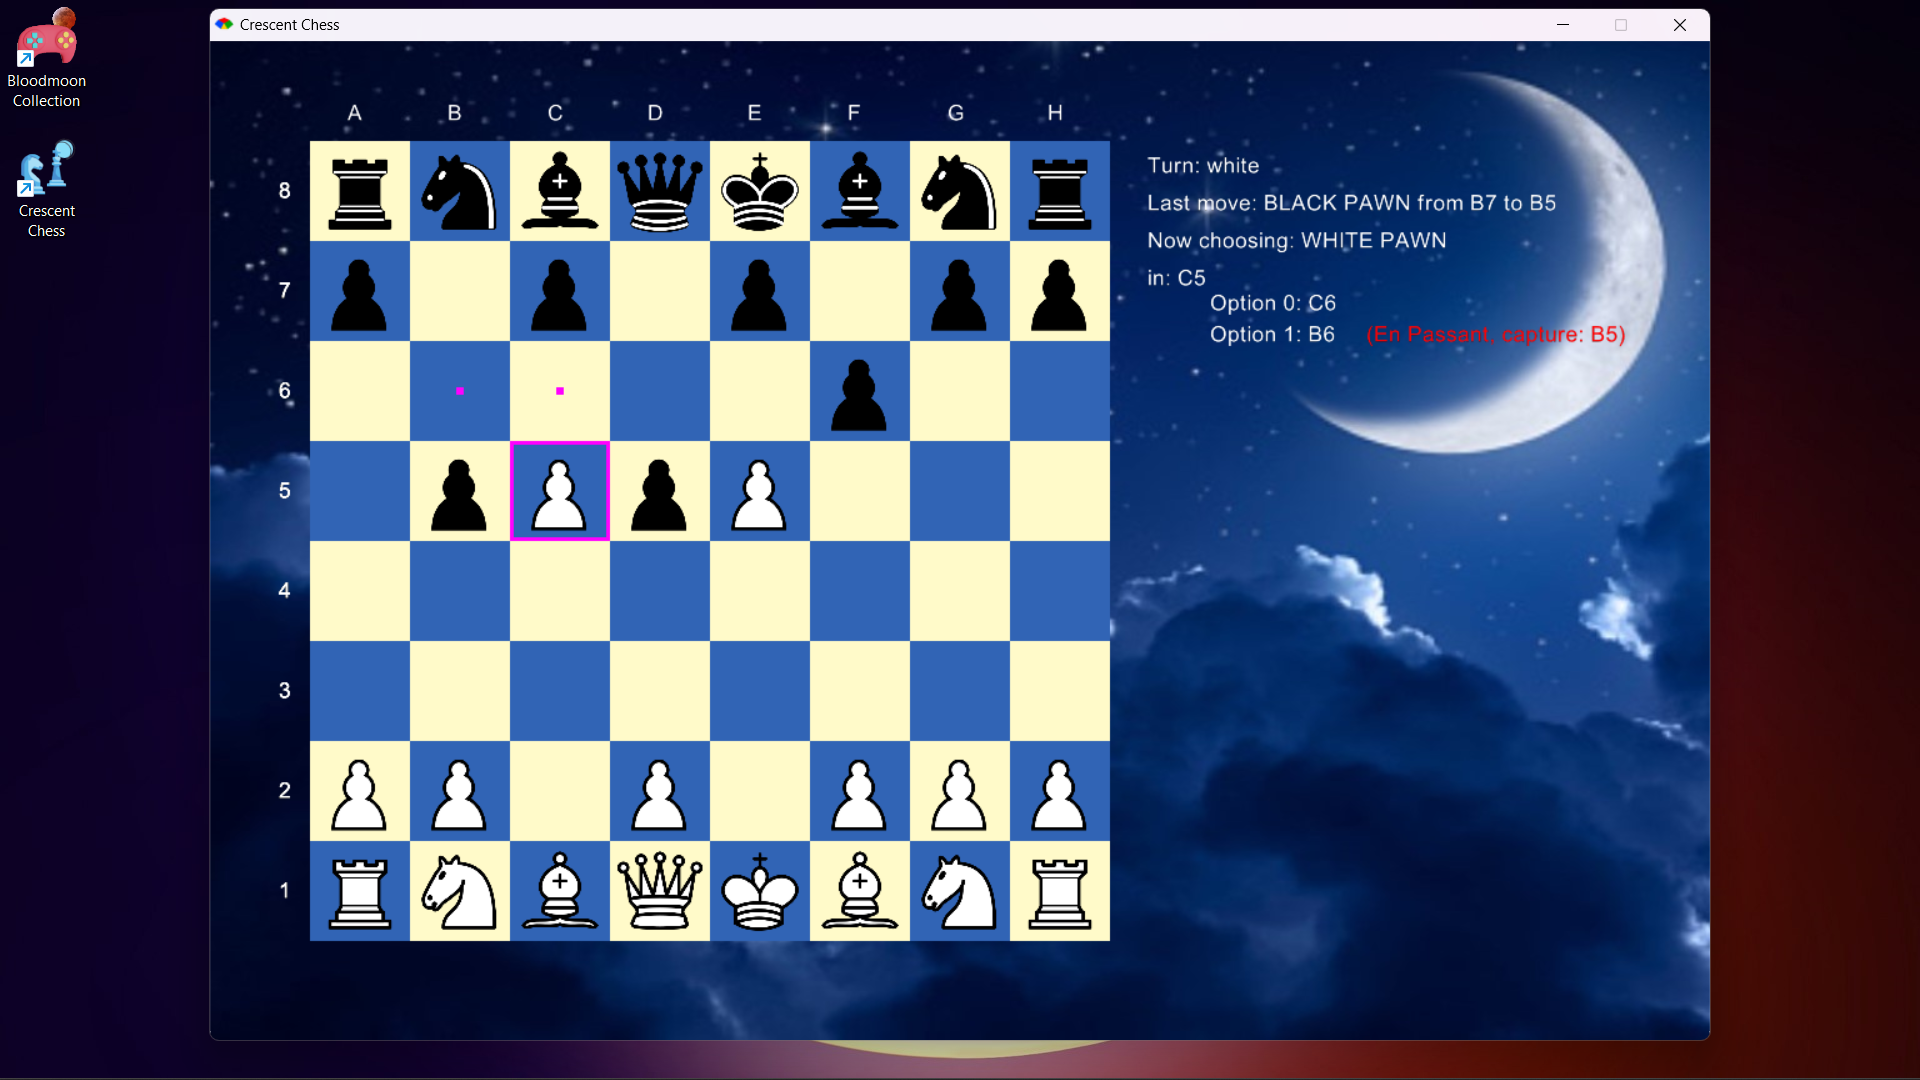 Bloodmoon
Collection
Crescent
Chess
Crescent Chess
A B C D E F G H
8
7
6
5
4
3
2
1
Turn: white
Last move: BLACK PAWN from B7 to B5
Now choosing: WHITE PAWN
in: C5
Option 0: C6
Option 1: B6 (En Passant, capture: B5)